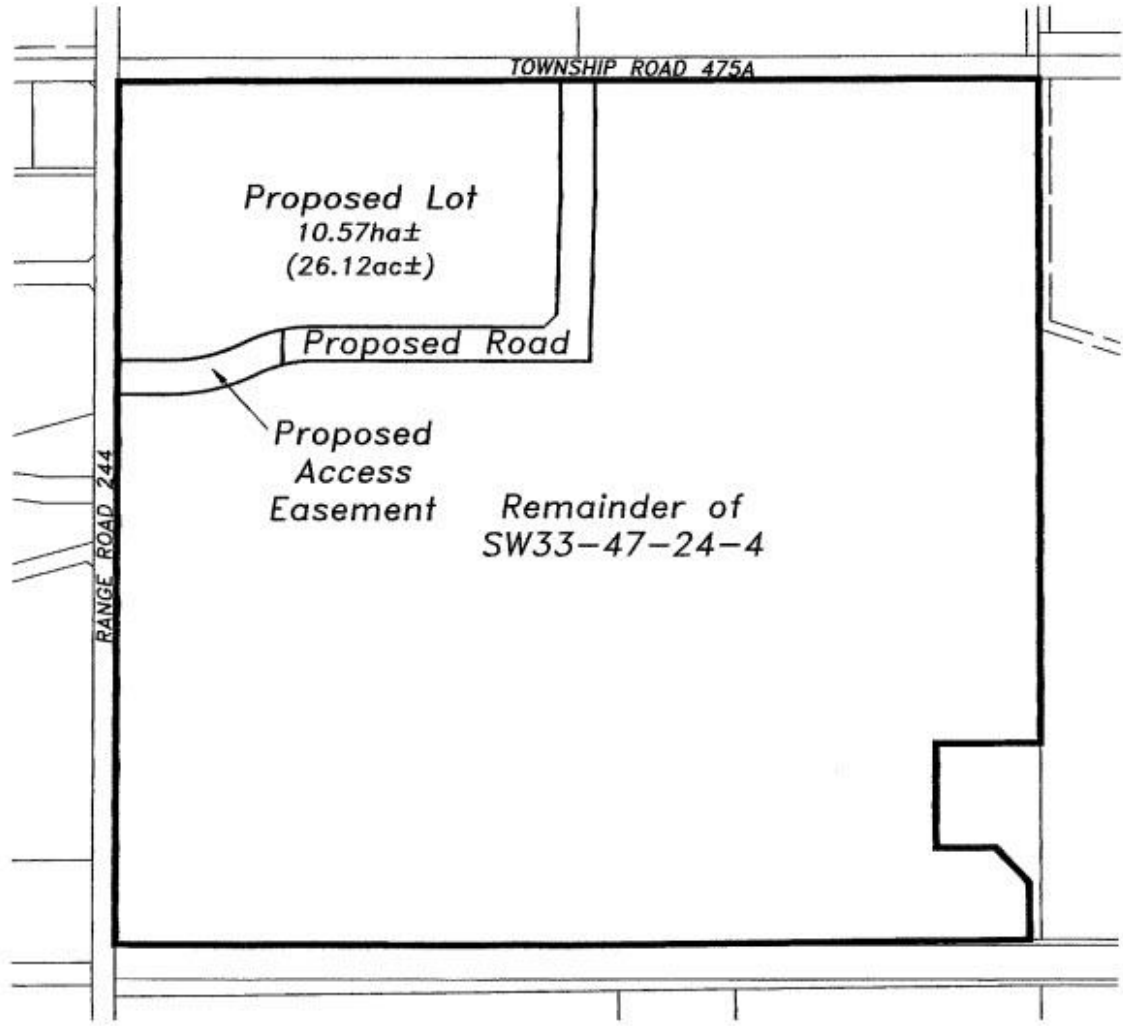 TOWNSHIP ROAD 475A
Proposed Lot
10.57ha±
(26.12ac±)
Proposed Road
Proposed
Access
Easement
RANGE ROAD 244
Remainder of
SW33-47-24-4